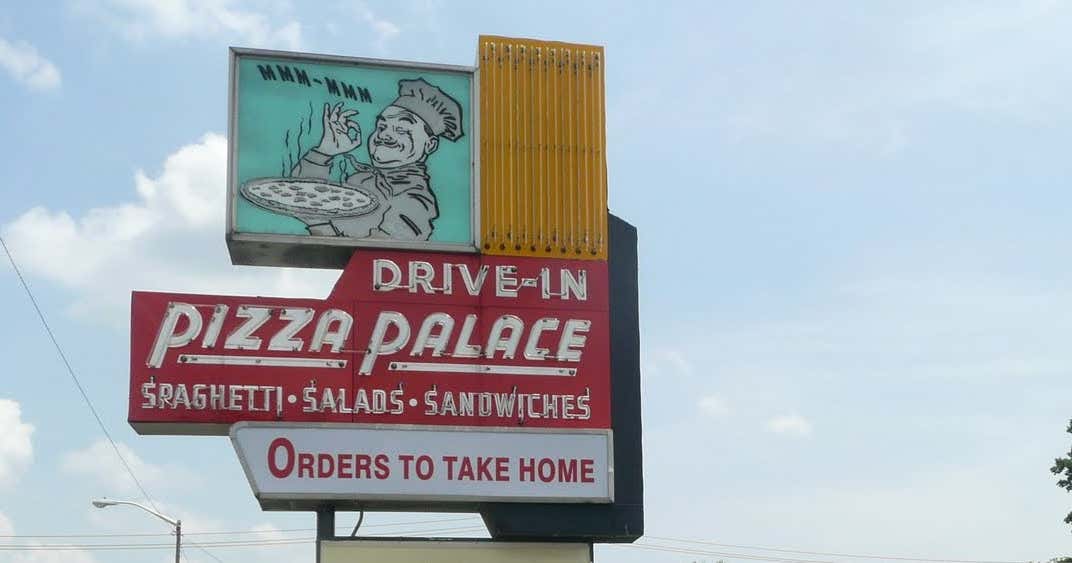 MMM-MMM
DRIVE-IN
PIZZA PALACE
SPAGHETTI • SALADS • SANDWICHES
ORDERS TO TAKE HOME